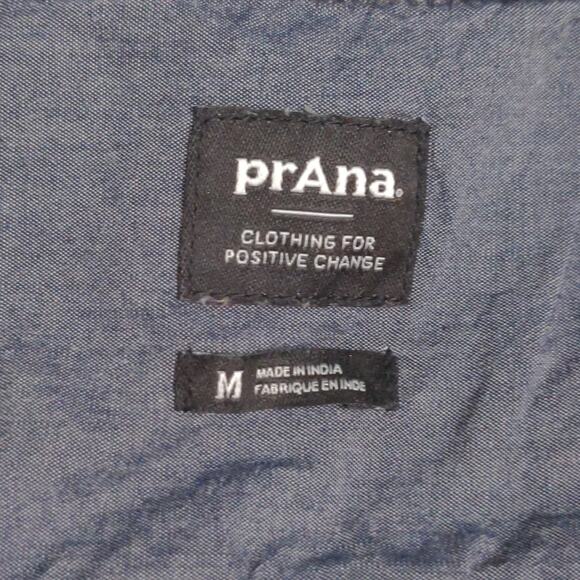 prAna.
CLOTHING FOR
POSITIVE CHANGE
M
MADE IN INDIA
FABRIQUE EN INDE